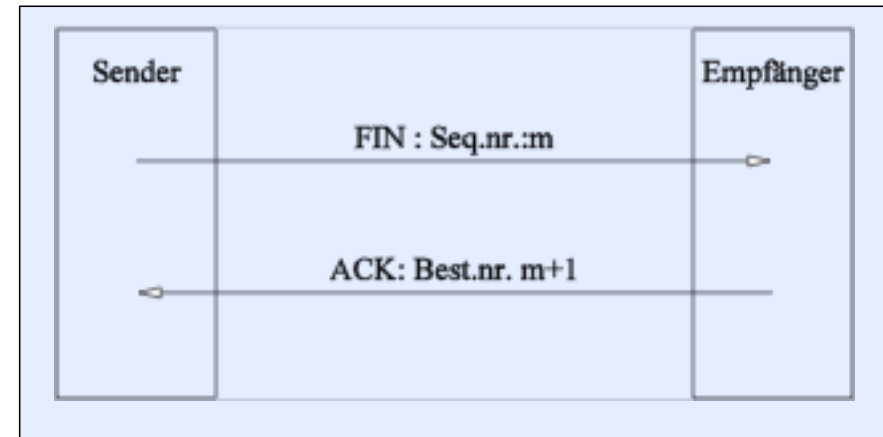 Sender
Empfänger
FIN : Seq.nr.:m
ACK: Best.nr. m+1